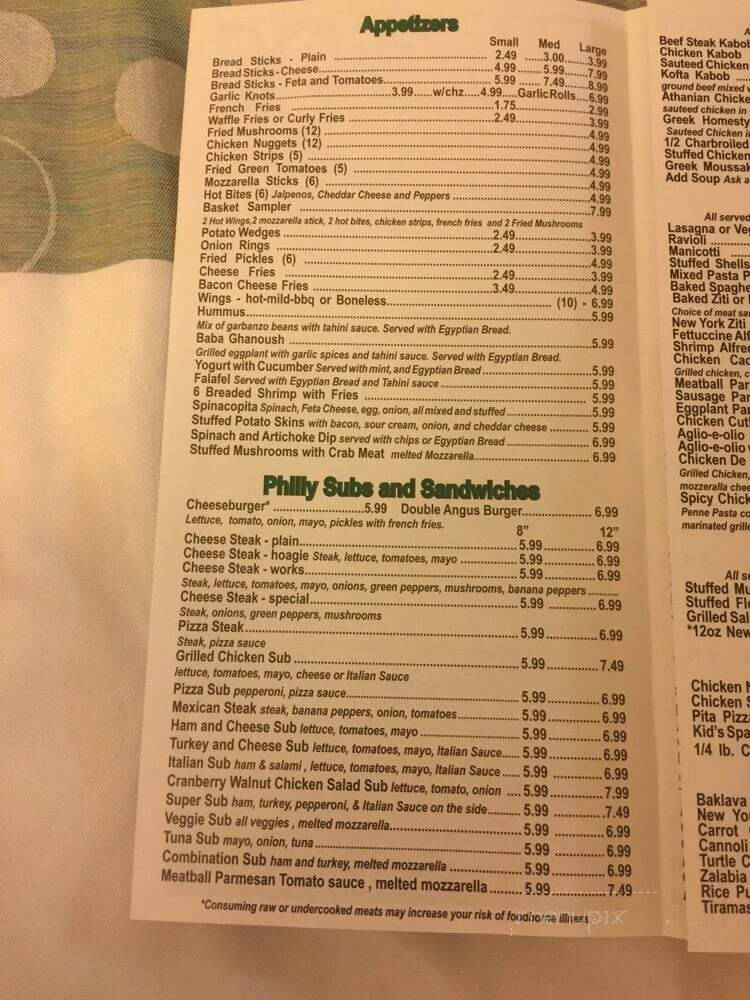 Appetizers
Small Med Large
Bread Sticks - Plain 2.49 3.00 3.99
Bread Sticks - Cheese 4.99 5.99 7.99
Bread Sticks - Feta and Tomatoes 5.99 7.49 8.99
Garlic Knots 3.99 w/chz 4.99 Garlic Rolls 6.99
French Fries 1.75 2.99
Waffle Fries or Curly Fries 2.49 3.99
Fried Mushrooms (12) 4.99
Chicken Nuggets (12) 4.99
Chicken Strips (5) 4.99
Fried Green Tomatoes (5) 4.99
Mozzarella Sticks (6) 4.99
Hot Bites (6) Jalpenos, Cheddar Cheese and Peppers 4.99
Basket Sampler 7.99
2 Hot Wings, 2 mozzarella stick, 2 hot bites, chicken strips, french fries and 2 Fried Mushrooms
Potato Wedges 2.49 3.99
Onion Rings 2.49 3.99
Fried Pickles (6) 4.99
Cheese Fries 2.49 3.99
Bacon Cheese Fries 3.49 4.99
Wings - hot-mild-bbq or Boneless (10) - 6.99
Hummus 5.99
Mix of garbanzo beans with tahini sauce. Served with Egyptian Bread.
Baba Ghanoush 5.99
Grilled eggplant with garlic spices and tahini sauce. Served with Egyptian Bread.
Yogurt with Cucumber Served with mint, and Egyptian Bread 5.99
Falafel Served with Egyptian Bread and Tahini sauce 5.99
6 Breaded Shrimp with Fries 5.99
Spinacopita Spinach, Feta Cheese, egg, onion, all mixed and stuffed 5.99
Stuffed Potato Skins with bacon, sour cream, onion, and cheddar cheese 5.99
Spinach and Artichoke Dip served with chips or Egyptian Bread 6.99
Stuffed Mushrooms with Crab Meat melted Mozzarella 6.99
Philly Subs and Sandwiches
Cheeseburger* 5.99 Double Angus Burger 6.99
Lettuce, tomato, onion, mayo, pickles with french fries.
8" 12"
Cheese Steak - plain 5.99 6.99
Cheese Steak - hoagie Steak, lettuce, tomatoes, mayo 5.99 6.99
Cheese Steak - works 5.99 6.99
Steak, lettuce, tomatoes, mayo, onions, green peppers, mushrooms, banana peppers
Cheese Steak - special 5.99 6.99
Steak, onions, green peppers, mushrooms
Pizza Steak 5.99 6.99
Steak, pizza sauce
Grilled Chicken Sub 5.99 7.49
lettuce, tomatoes, mayo, cheese or Italian Sauce
Pizza Sub pepperoni, pizza sauce 5.99 6.99
Mexican Steak steak, banana peppers, onion, tomatoes 5.99 6.99
Ham and Cheese Sub lettuce, tomatoes, mayo 5.99 6.99
Turkey and Cheese Sub lettuce, tomatoes, mayo, Italian Sauce 5.99 6.99
Italian Sub ham & salami , lettuce, tomatoes, mayo, Italian Sauce 5.99 6.99
Cranberry Walnut Chicken Salad Sub lettuce, tomato, onion 5.99 7.99
Super Sub ham, turkey, pepperoni, & Italian Sauce on the side 5.99 7.49
Veggie Sub all veggies , melted mozzarella 5.99 6.99
Tuna Sub mayo, onion, tuna 5.99 6.99
Combination Sub ham and turkey, melted mozzarella 5.99 6.99
Meatball Parmesan Tomato sauce , melted mozzarella 5.99 7.49
*Consuming raw or undercooked meats may increase your risk of foodborne illness
Beef Steak Kabob
Chicken Kabob
Sauteed Chicken
Kofta Kabob
ground beef mixed
Athanian Chicke
sauteed chicken in
Greek Homesty
Sauteed Chicken i
1/2 Charbroiled
Stuffed Chicken
Greek Moussak
Add Soup Ask a
All served
Lasagna or Veg
Ravioli
Manicotti
Stuffed Shells
Mixed Pasta P
Baked Spaghe
Baked Ziti or
Choice of meat sa
New York Ziti
Fettuccine Alf
Shrimp Alfre
Chicken Cac
Grilled chicken, c
Meatball Par
Sausage Par
Eggplant Par
Chicken Cutl
Aglio-e-olio
Aglio-e-olio
Chicken De
Grilled Chicken,
mozzeralla chee
Spicy Chick
Penne Pasta co
marinated grille
All se
Stuffed Mu
Stuffed Fl
Grilled Sal
*12oz New
Chicken N
Chicken S
Pita Pizz
Kid's Spa
1/4 lb. C
Baklava
New Yo
Carrot
Cannoli
Turtle C
Zalabia
Rice Pu
Tiramas